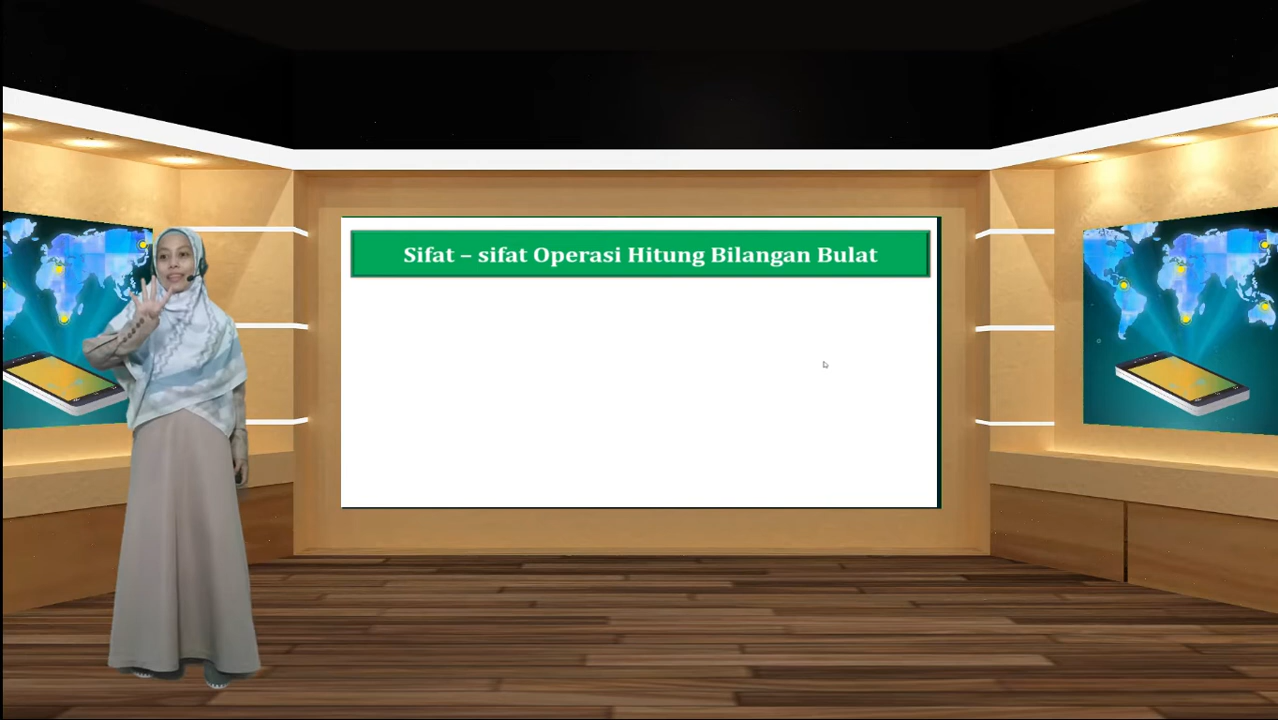 Sifat – sifat Operasi Hitung Bilangan Bulat